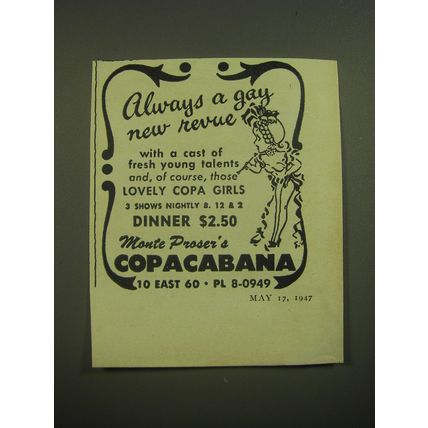 Always a gay
new revue
with a cast of
fresh young talents
and, of course, those
LOVELY COPA GIRLS
3 SHOWS NIGHTLY 8, 12 & 2
DINNER $2.50
Monte Proser's
COPACABANA
10 EAST 60 • PL 8-0949
MAY 17, 1947